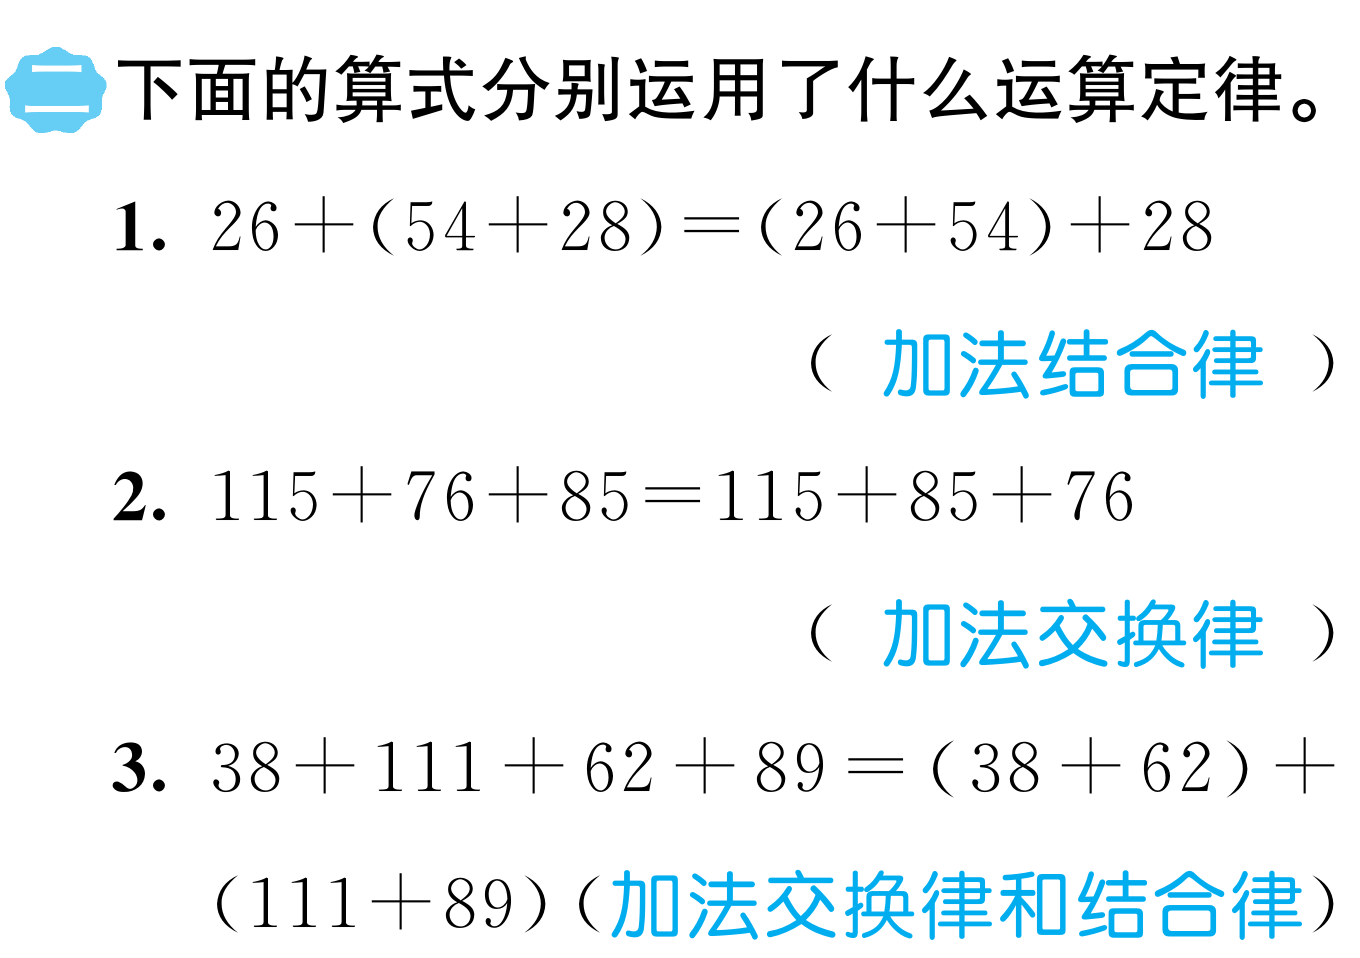 二 下面的算式分别运用了什么运算定律。
1. 26+(54+28)=(26+54)+28
( 加法结合律 )
2. 115+76+85=115+85+76
( 加法交换律 )
3. 38+111+62+89=(38+62)+
(111+89)(加法交换律和结合律)